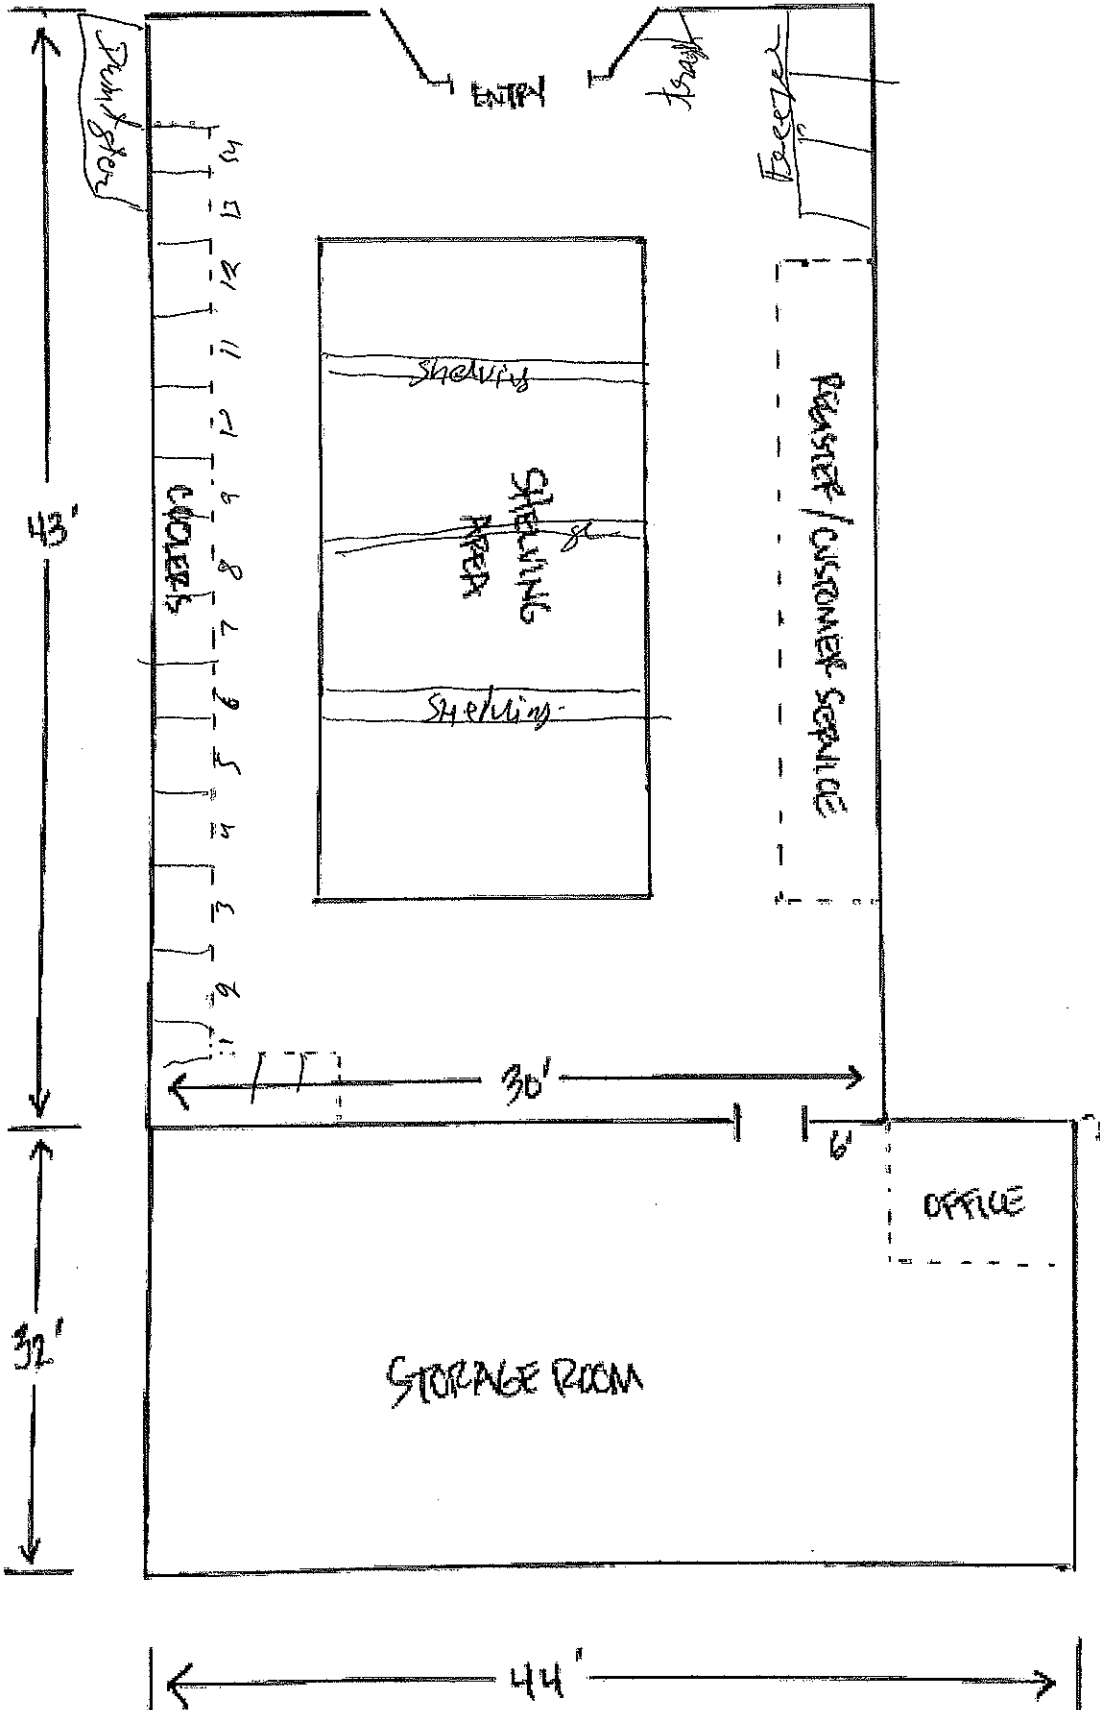 Dumpster
ENTRY
trash
43'
14
13
12
11
10
9
8
7
6
5
4
3
2
1
COOLERS
Shelving
SHELVING
AREA
Shelving
REGISTER / CUSTOMER SERVICE
30'
6'
OFFICE
32'
STORAGE ROOM
44'